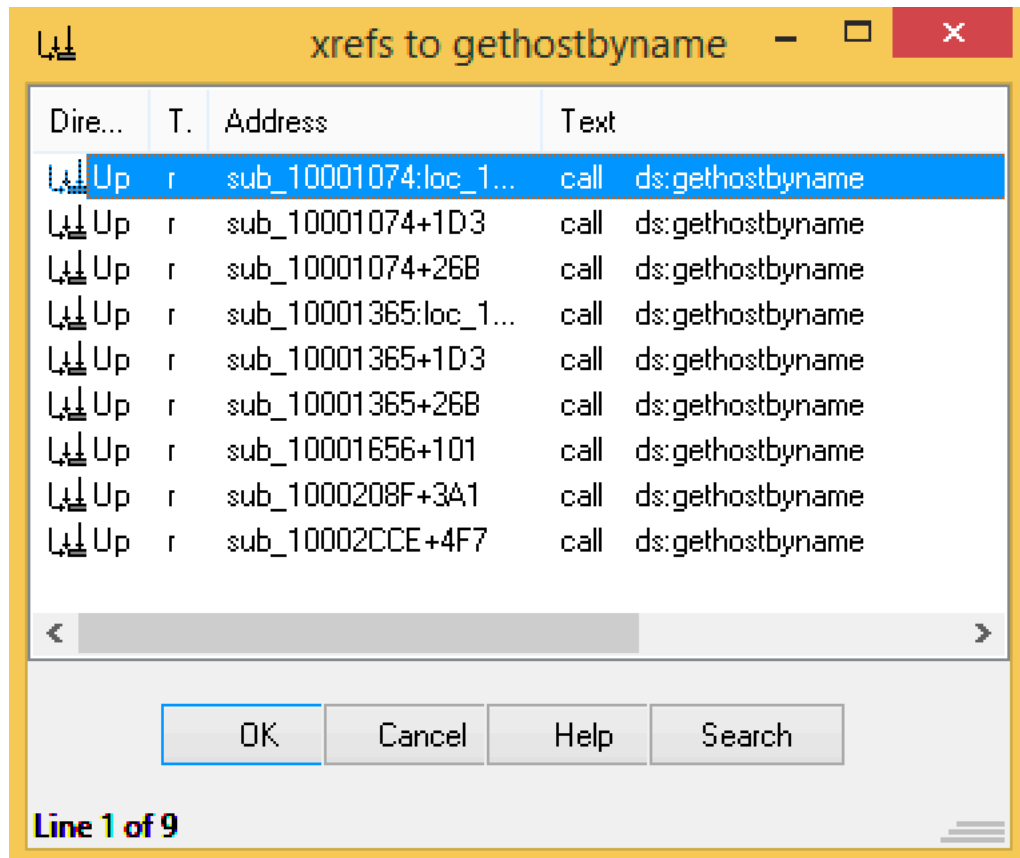 xrefs to gethostbyname
Dire... T. Address Text
Up r sub_10001074:loc_1... call ds:gethostbyname
Up r sub_10001074+1D3 call ds:gethostbyname
Up r sub_10001074+26B call ds:gethostbyname
Up r sub_10001365:loc_1... call ds:gethostbyname
Up r sub_10001365+1D3 call ds:gethostbyname
Up r sub_10001365+26B call ds:gethostbyname
Up r sub_10001656+101 call ds:gethostbyname
Up r sub_1000208F+3A1 call ds:gethostbyname
Up r sub_10002CCE+4F7 call ds:gethostbyname
OK Cancel Help Search
Line 1 of 9